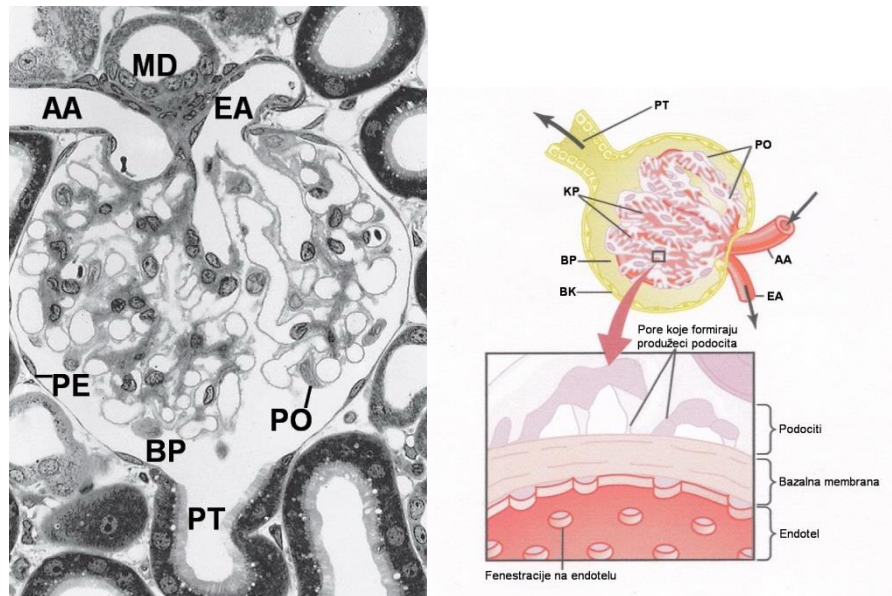 MD
AA
EA
PE
PO
BP
PT
PT
PO
KP
BP
BK
AA
EA
Pore koje formiraju
produžeci podocita
Podociti
Bazalna membrana
Endotel
Fenestracije na endotelu